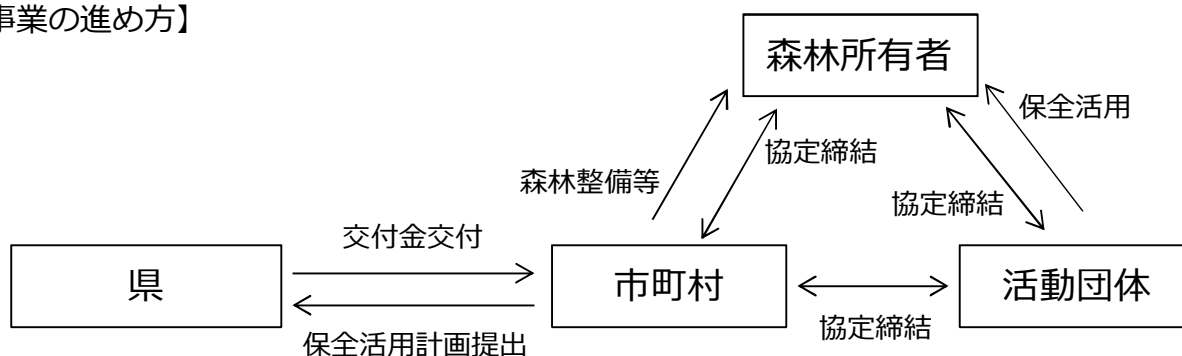 事業の進め方】
森林所有者
保全活用
協定締結
森林整備等
協定締結
交付金交付
県
市町村
活動団体
協定締結
保全活用計画提出